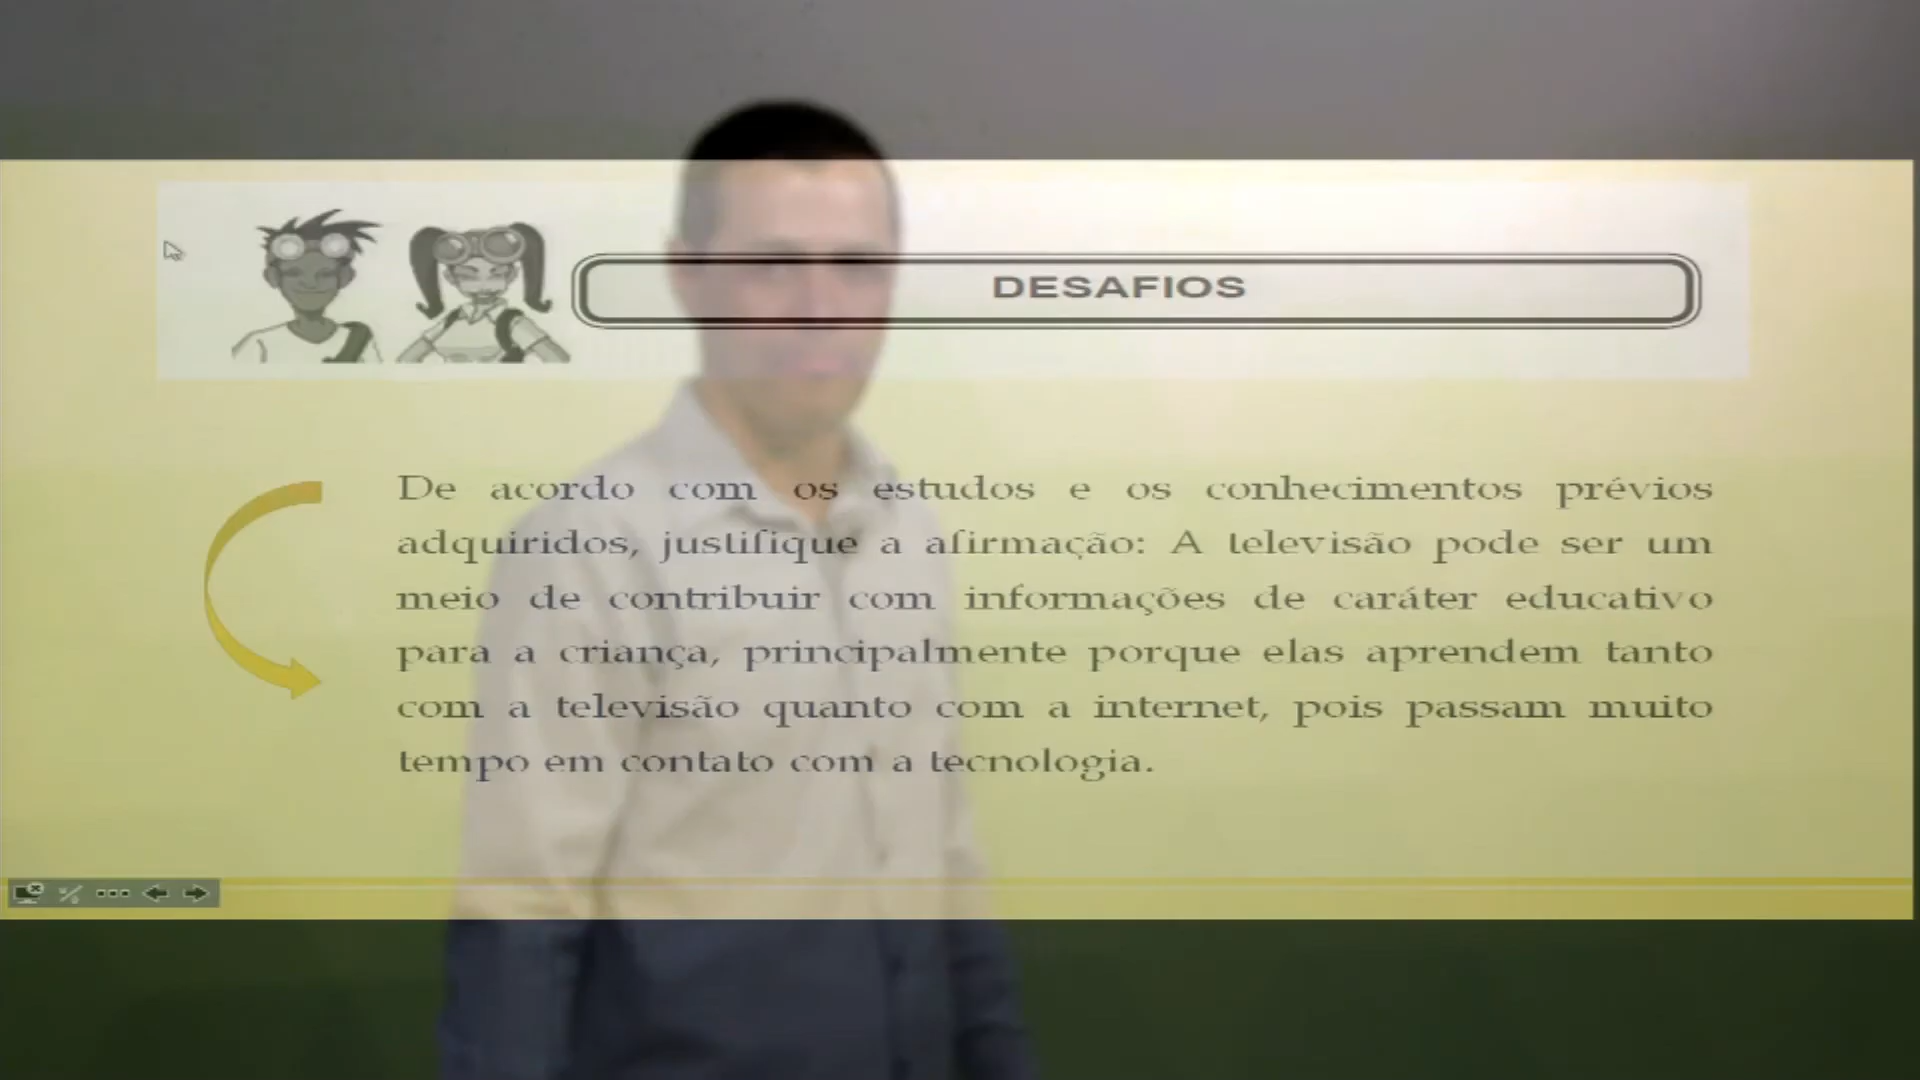 DESAFIOS
De acordo com os estudos e os conhecimentos prévios
adquiridos, justifique a afirmação: A televisão pode ser um
meio de contribuir com informações de caráter educativo
para a criança, principalmente porque elas aprendem tanto
com a televisão quanto com a internet, pois passam muito
tempo em contato com a tecnologia.